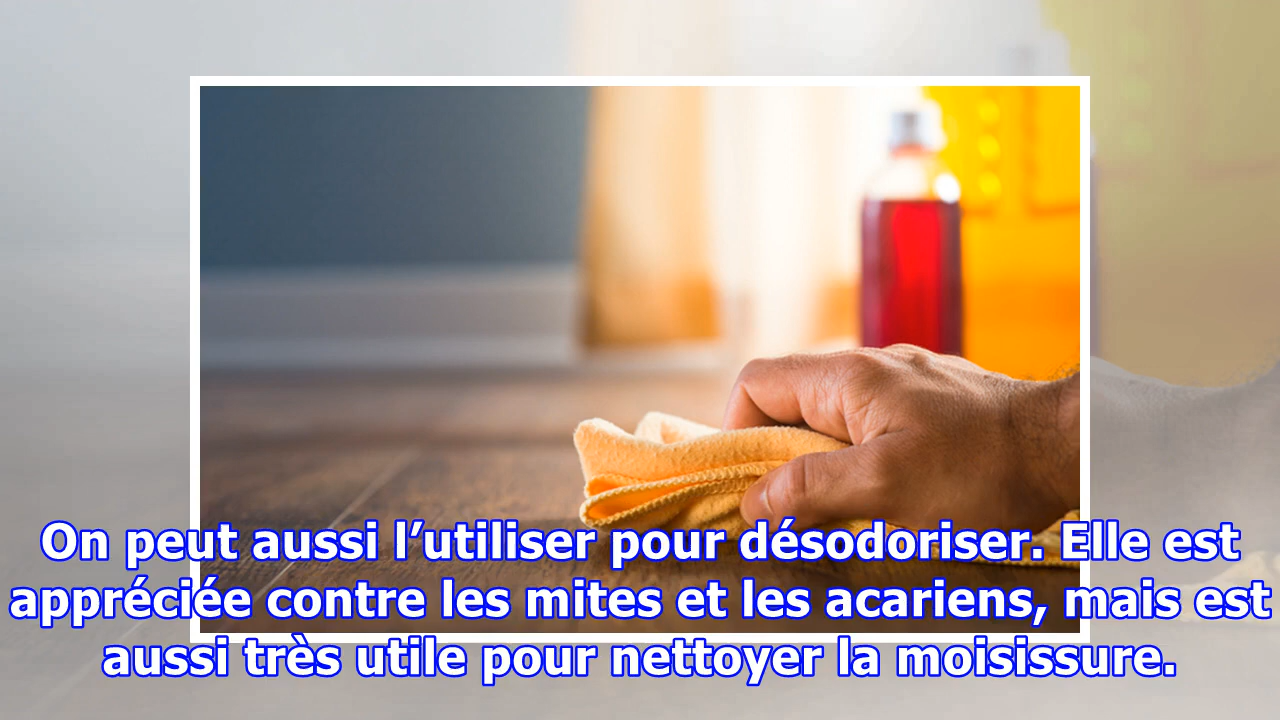 On peut aussi l’utiliser pour désodoriser. Elle est
appréciée contre les mites et les acariens, mais est
aussi très utile pour nettoyer la moisissure.